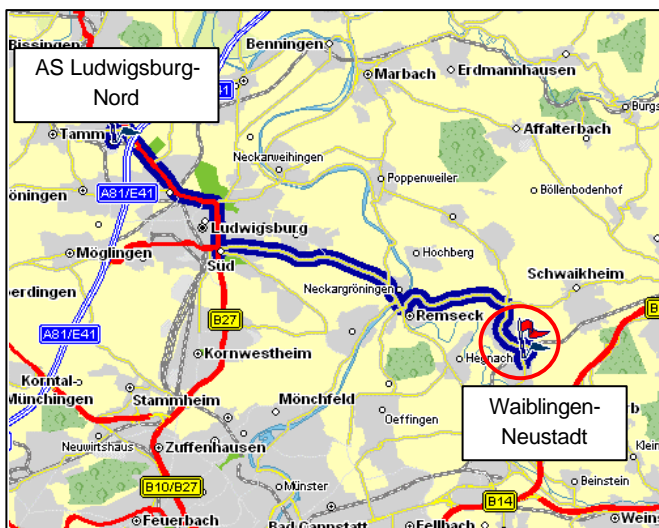 Bissingen
Benningen
AS Ludwigsburg-
Nord
Marbach
Erdmannhausen
Burgs
41
Tamm
Affalterbach
Neckarweihingen
Poppenweiler
A81/E41
öningen
Böllenbodenhof
Ludwigsburg
Möglingen
Süd
Hochberg
Schwaikheim
erdingen
Neckargröningen
Remseck
B27
A81/E41
Kornwestheim
Hegnach
Korntal-
Münchingen
Stammheim
Mönchfeld
Waiblingen-
Neustadt
rb
Oeffingen
Neuwirtshaus
Zuffenhausen
Klein
B10/B27
Münster
Beinstein
B14
Feuerbach
Bad Cannstatt
Fellbach
Wein